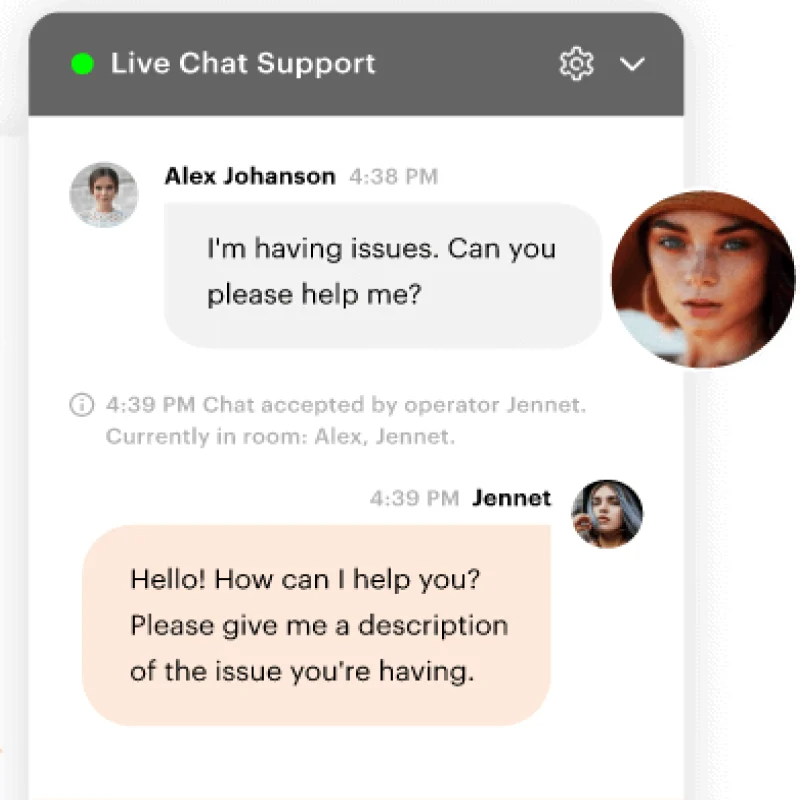 Live Chat Support
Alex Johanson 4:38 PM
I'm having issues. Can you
please help me?
4:39 PM Chat accepted by operator Jennet.
Currently in room: Alex, Jennet.
4:39 PM Jennet
Hello! How can I help you?
Please give me a description
of the issue you're having.